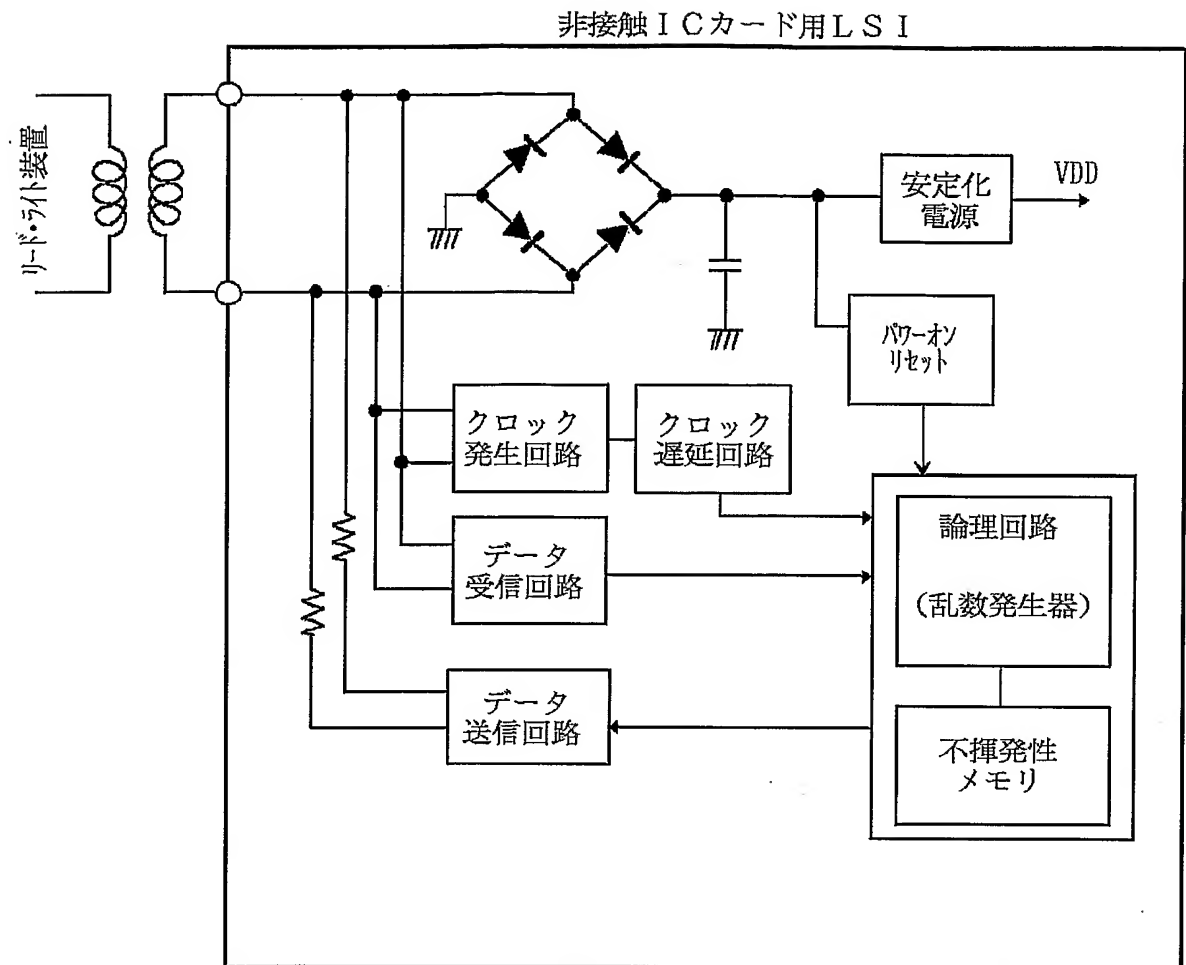 非接触ICカード用LSI
リード・ライト装置
安定化
電源
VDD
パワーオン
リセット
クロック
発生回路
クロック
遅延回路
データ
受信回路
論理回路
(乱数発生器)
データ
送信回路
不揮発性
メモリ